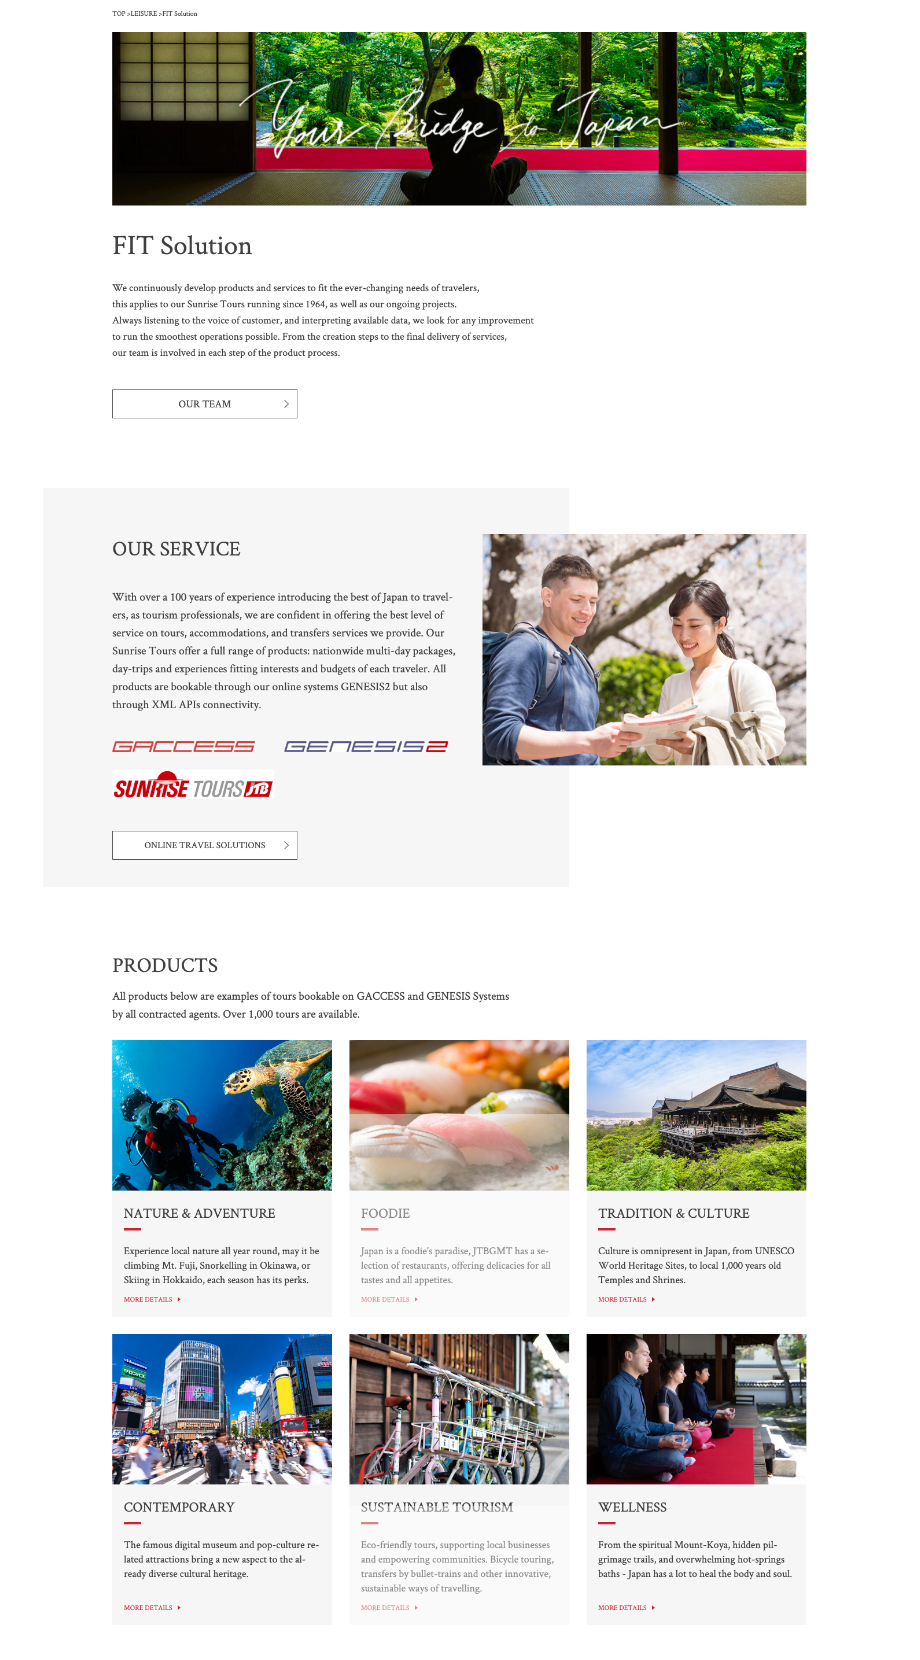 TOP >LEISURE >FIT Solution
Your Bridge to Japan
FIT Solution
We continuously develop products and services to fit the ever-changing needs of travelers,
this applies to our Sunrise Tours running since 1964, as well as our ongoing projects.
Always listening to the voice of customer, and interpreting available data, we look for any improvement
to run the smoothest operations possible. From the creation steps to the final delivery of services,
our team is involved in each step of the product process.
OUR TEAM
OUR SERVICE
With over a 100 years of experience introducing the best of Japan to travel-
ers, as tourism professionals, we are confident in offering the best level of
service on tours, accommodations, and transfers services we provide. Our
Sunrise Tours offer a full range of products: nationwide multi-day packages,
day-trips and experiences fitting interests and budgets of each traveler. All
products are bookable through our online systems GENESIS2 but also
through XML APIs connectivity.
GACCESS GENESIS2
SUNRISE TOURS JTB
ONLINE TRAVEL SOLUTIONS
PRODUCTS
All products below are examples of tours bookable on GACCESS and GENESIS Systems
by all contracted agents. Over 1,000 tours are available.
NATURE & ADVENTURE
Experience local nature all year round, may it be
climbing Mt. Fuji, Snorkelling in Okinawa, or
Skiing in Hokkaido, each season has its perks.
MORE DETAILS
FOODIE
Japan is a foodie's paradise, JTBGMT has a se-
lection of restaurants, offering delicacies for all
tastes and all appetites.
MORE DETAILS
TRADITION & CULTURE
Culture is omnipresent in Japan, from UNESCO
World Heritage Sites, to local 1,000 years old
Temples and Shrines.
MORE DETAILS
CONTEMPORARY
The famous digital museum and pop-culture re-
lated attractions bring a new aspect to the al-
ready diverse cultural heritage.
MORE DETAILS
SUSTAINABLE TOURISM
Eco-friendly tours, supporting local businesses
and empowering communities. Bicycle touring,
transfers by bullet-trains and other innovative,
sustainable ways of travelling.
MORE DETAILS
WELLNESS
From the spiritual Mount-Koya, hidden pil-
grimage trails, and overwhelming hot-springs
baths - Japan has a lot to heal the body and soul.
MORE DETAILS